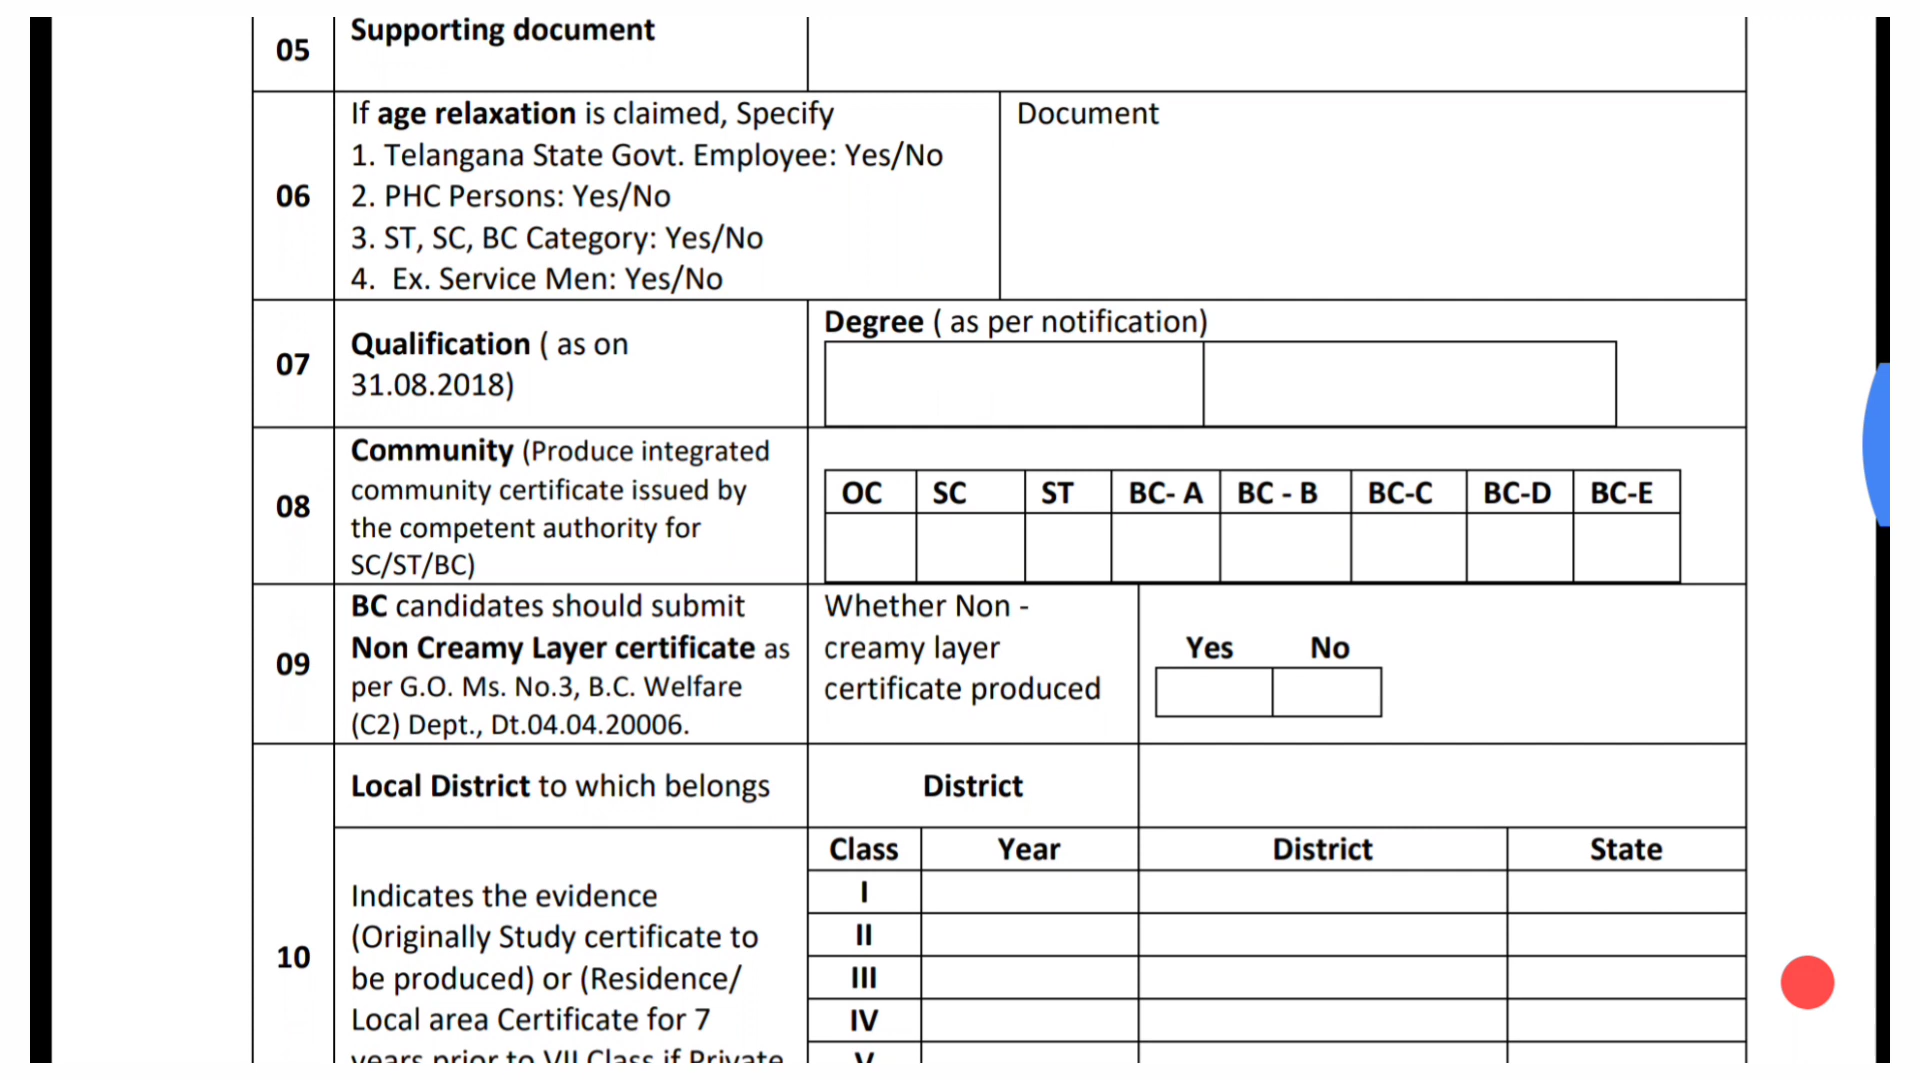 05
Supporting document
06
If age relaxation is claimed, Specify
1. Telangana State Govt. Employee: Yes/No
2. PHC Persons: Yes/No
3. ST, SC, BC Category: Yes/No
4. Ex. Service Men: Yes/No
Document
07
Qualification ( as on
31.08.2018)
Degree ( as per notification)
08
Community (Produce integrated
community certificate issued by
the competent authority for
SC/ST/BC)
OC SC ST BC- A BC - B BC-C BC-D BC-E
09
BC candidates should submit
Non Creamy Layer certificate as
per G.O. Ms. No.3, B.C. Welfare
(C2) Dept., Dt.04.04.20006.
Whether Non -
creamy layer
certificate produced
Yes No
10
Local District to which belongs
District
Indicates the evidence
(Originally Study certificate to
be produced) or (Residence/
Local area Certificate for 7
years prior to VII Class if Private
Class Year District State
I
II
III
IV
V